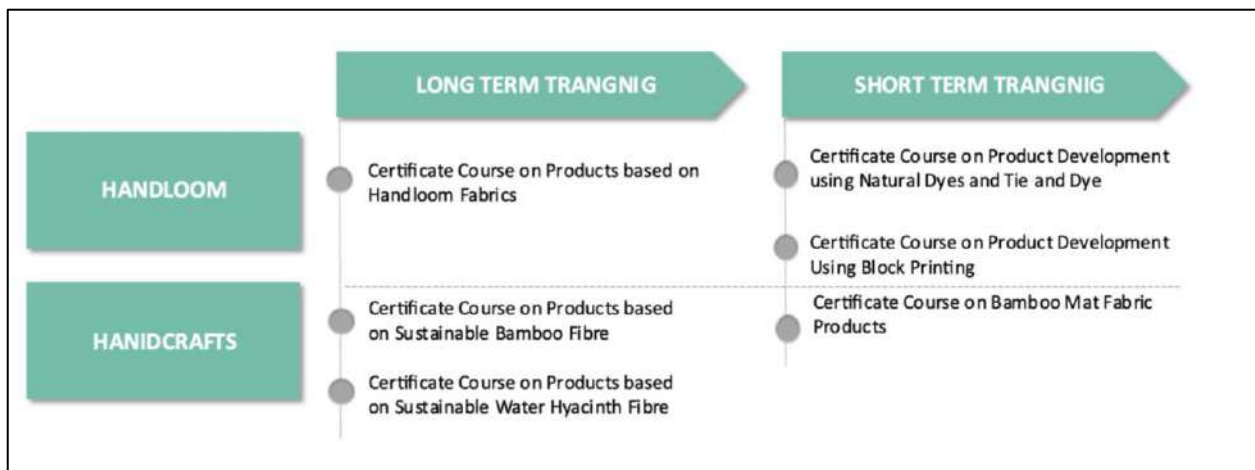 LONG TERM TRANGNIG
SHORT TERM TRANGNIG
HANDLOOM
Certificate Course on Products based on
Handloom Fabrics
Certificate Course on Product Development
using Natural Dyes and Tie and Dye
Certificate Course on Product Development
Using Block Printing
HANIDCRAFTS
Certificate Course on Products based
on Sustainable Bamboo Fibre
Certificate Course on Products based
on Sustainable Water Hyacinth Fibre
Certificate Course on Bamboo Mat Fabric
Products